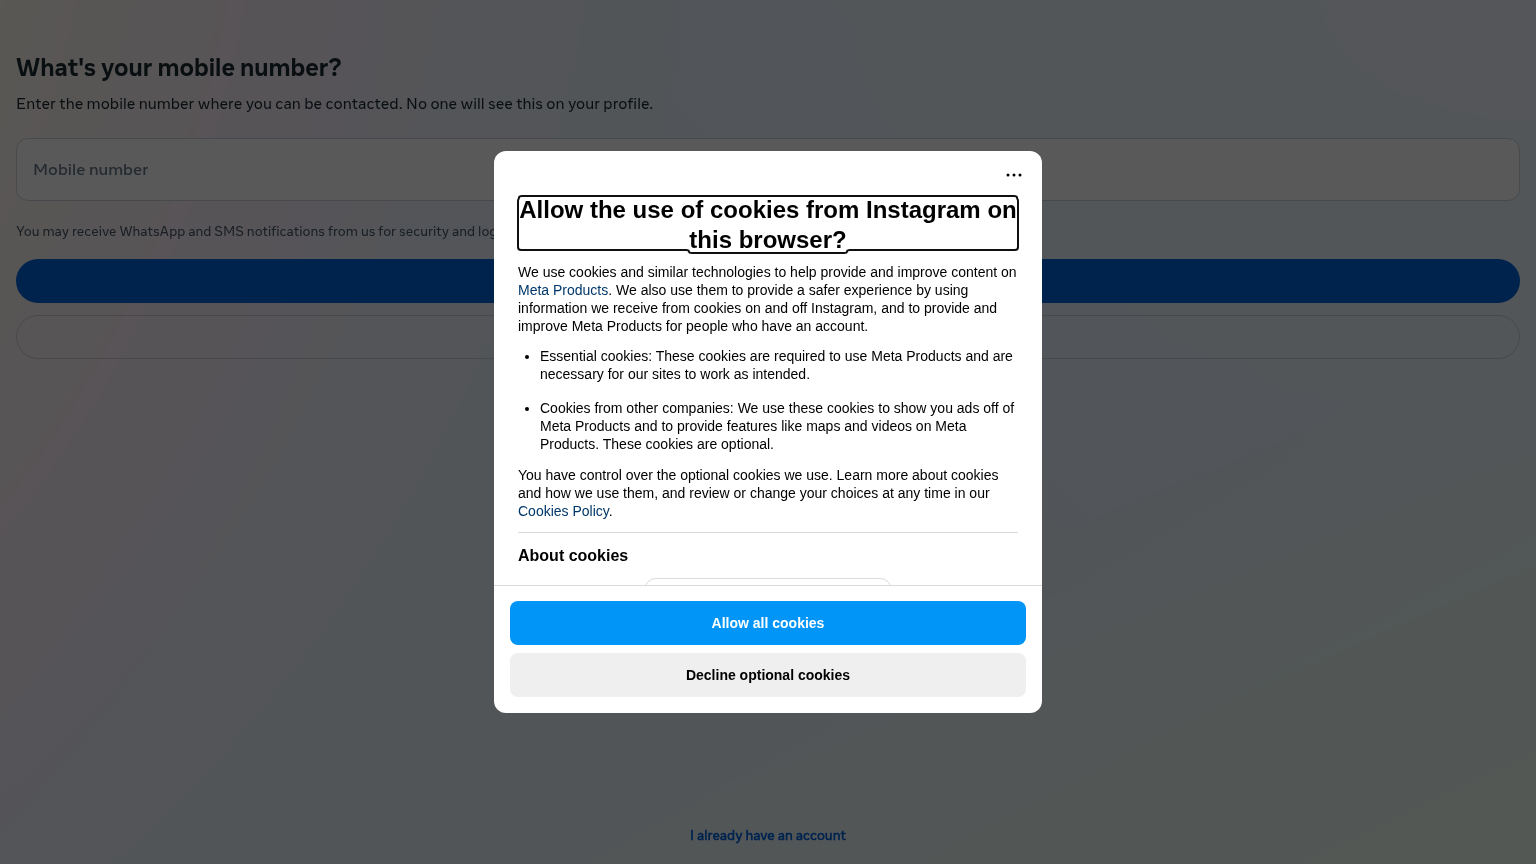 What's your mobile number?
Enter the mobile number where you can be contacted. No one will see this on your profile.
Mobile number
You may receive WhatsApp and SMS notifications from us for security and
Allow the use of cookies from Instagram on
this browser?
We use cookies and similar technologies to help provide and improve content on
Meta Products. We also use them to provide a safer experience by using
information we receive from cookies on and off Instagram, and to provide and
improve Meta Products for people who have an account.
• Essential cookies: These cookies are required to use Meta Products and are
necessary for our sites to work as intended.
• Cookies from other companies: We use these cookies to show you ads off of
Meta Products and to provide features like maps and videos on Meta
Products. These cookies are optional.
You have control over the optional cookies we use. Learn more about cookies
and how we use them, and review or change your choices at any time in our
Cookies Policy.
About cookies
Allow all cookies
Decline optional cookies
I already have an account